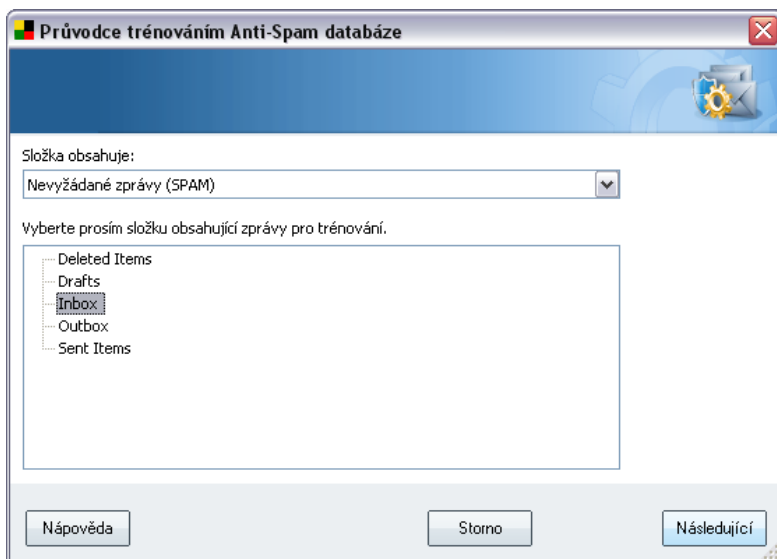 Průvodce trénováním Anti-Spam databáze
Složka obsahuje:
Nevyžádané zprávy (SPAM)
Vyberte prosím složku obsahující zprávy pro trénování.
Deleted Items
Drafts
Inbox
Outbox
Sent Items
Nápověda
Storno
Následující